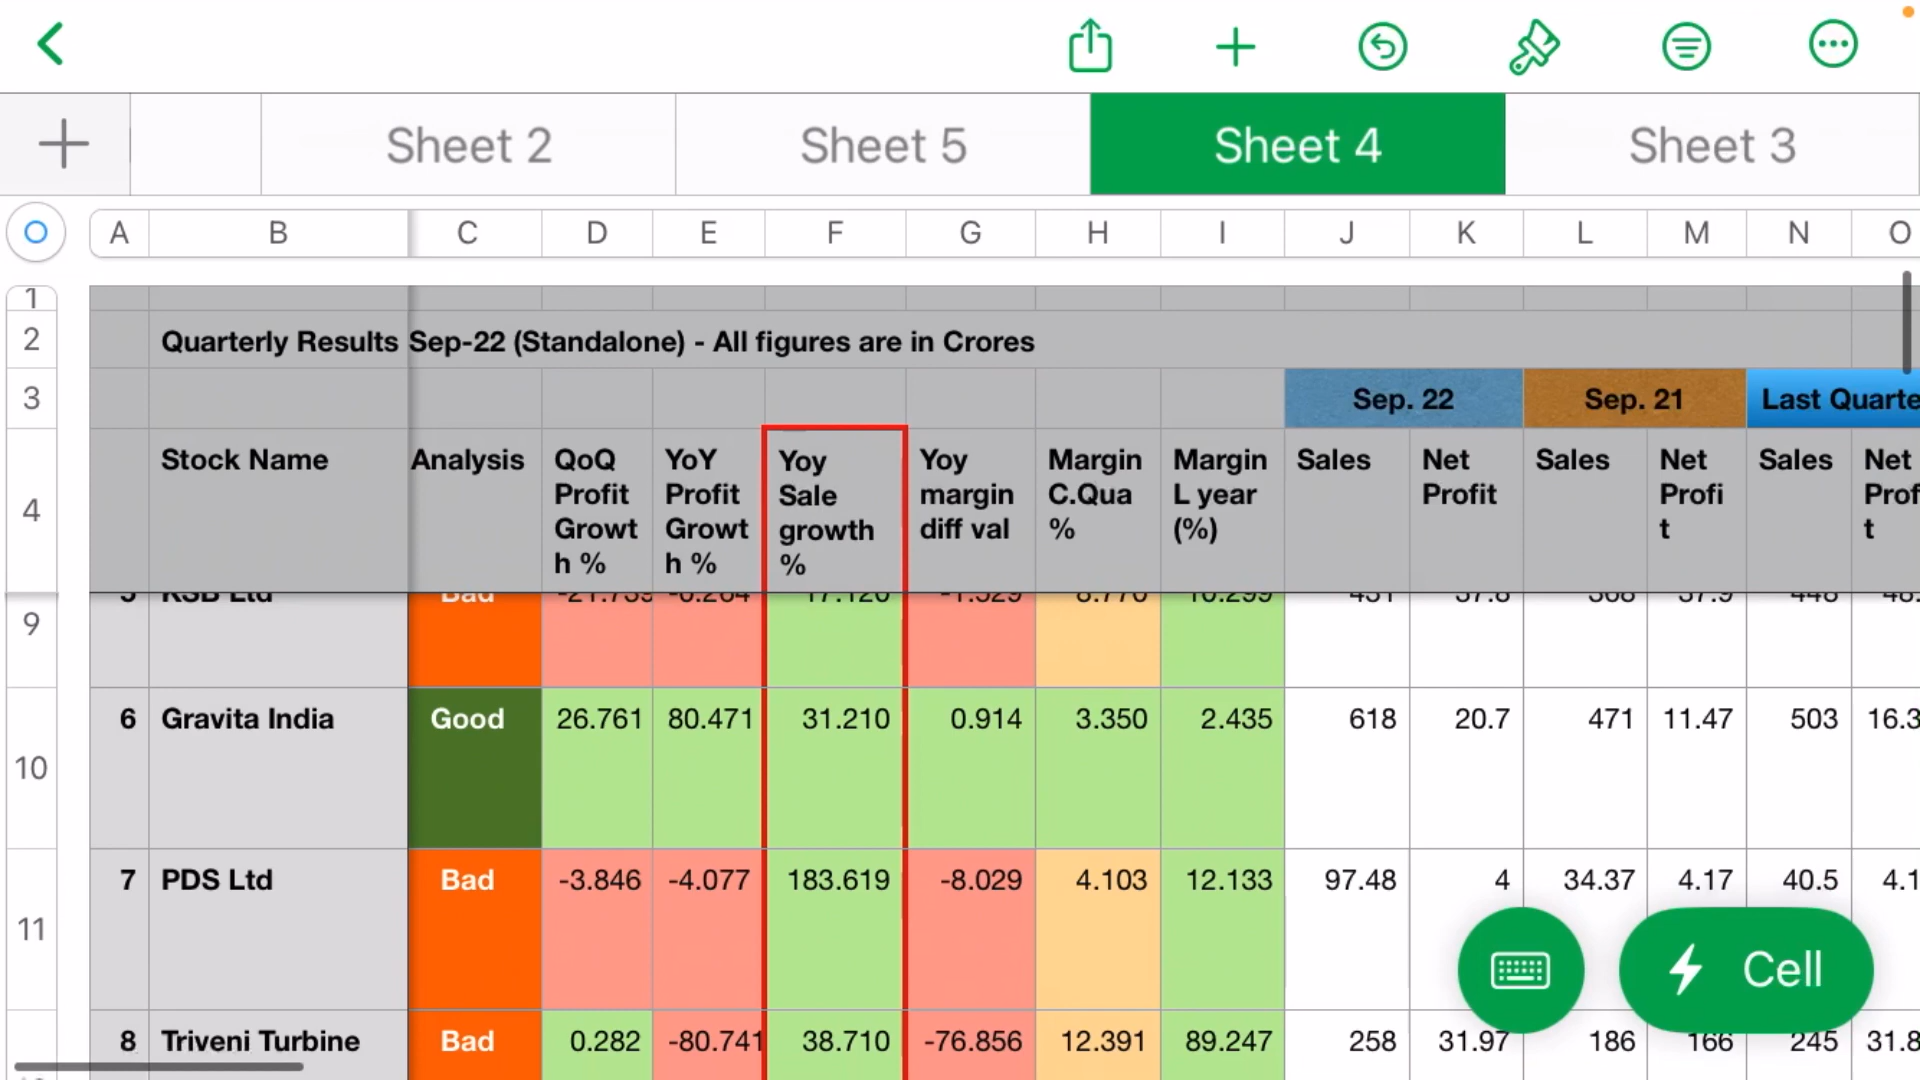 Sheet 2 Sheet 5 Sheet 4 Sheet 3
A B C D E F G H I J K L M N O
1
2 Quarterly Results Sep-22 (Standalone) - All figures are in Crores
3 Sep. 22 Sep. 21 Last Quarte
4 Stock Name Analysis QoQ Profit Growt h % YoY Profit Growt h % Yoy Sale growth % Yoy margin diff val Margin C.Qua % Margin L year (%) Sales Net Profit Sales Net Profi t Sales Net Prof t
9 5 KSB Ltd Bad -21.739 -0.264 17.120 -1.529 8.770 10.299 431 37.8 368 37.9 448 48.
10 6 Gravita India Good 26.761 80.471 31.210 0.914 3.350 2.435 618 20.7 471 11.47 503 16.3
11 7 PDS Ltd Bad -3.846 -4.077 183.619 -8.029 4.103 12.133 97.48 4 34.37 4.17 40.5 4.1
Cell
8 Triveni Turbine Bad 0.282 -80.741 38.710 -76.856 12.391 89.247 258 31.97 186 166 245 31.8